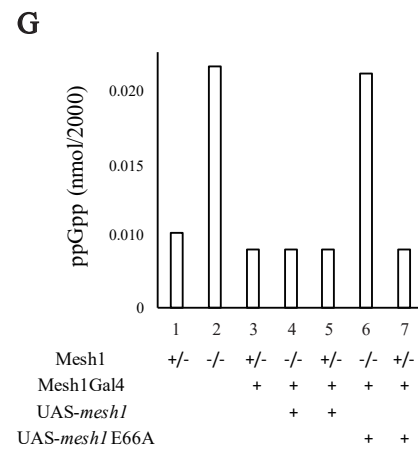 G
ppGpp (nmol/2000)
0.020
0.015
0.010
0
1 2 3 4 5 6 7
Mesh1 +/- -/- +/- -/- +/- -/- +/-
Mesh1Gal4 + + + + +
UAS-mesh1 + +
UAS-mesh1 E66A + +